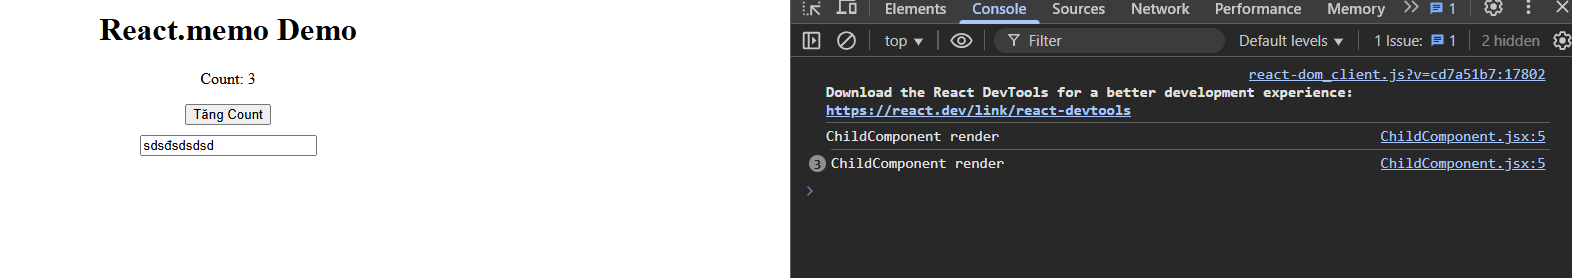 React.memo Demo
Count: 3
Tăng Count
sdsđsdsdsd
Elements Console Sources Network Performance Memory 1
top Filter Default levels 1 Issue: 1 2 hidden
react-dom_client.js?v=cd7a51b7:17802
Download the React DevTools for a better development experience:
https://react.dev/link/react-devtools
ChildComponent render ChildComponent.jsx:5
3 ChildComponent render ChildComponent.jsx:5